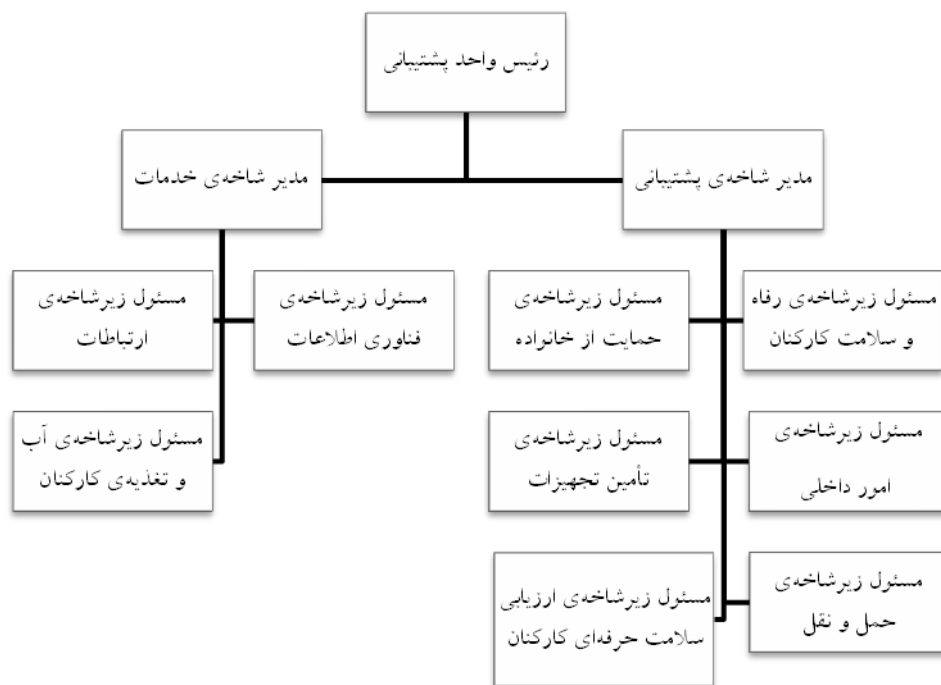 رئیس واحد پشتیبانی
مدیر شاخه‌ی پشتیبانی
مدیر شاخه‌ی خدمات
مسئول زیرشاخه‌ی رفاه
و سلامت کارکنان
مسئول زیرشاخه‌ی
حمایت از خانواده
مسئول زیرشاخه‌ی
فناوری اطلاعات
مسئول زیرشاخه‌ی
ارتباطات
مسئول زیرشاخه‌ی
امور داخلی
مسئول زیرشاخه‌ی
تأمین تجهیزات
مسئول زیرشاخه‌ی آب
و تغذیه‌ی کارکنان
مسئول زیرشاخه‌ی
حمل و نقل
مسئول زیرشاخه‌ی ارزیابی
سلامت حرفه‌ای کارکنان